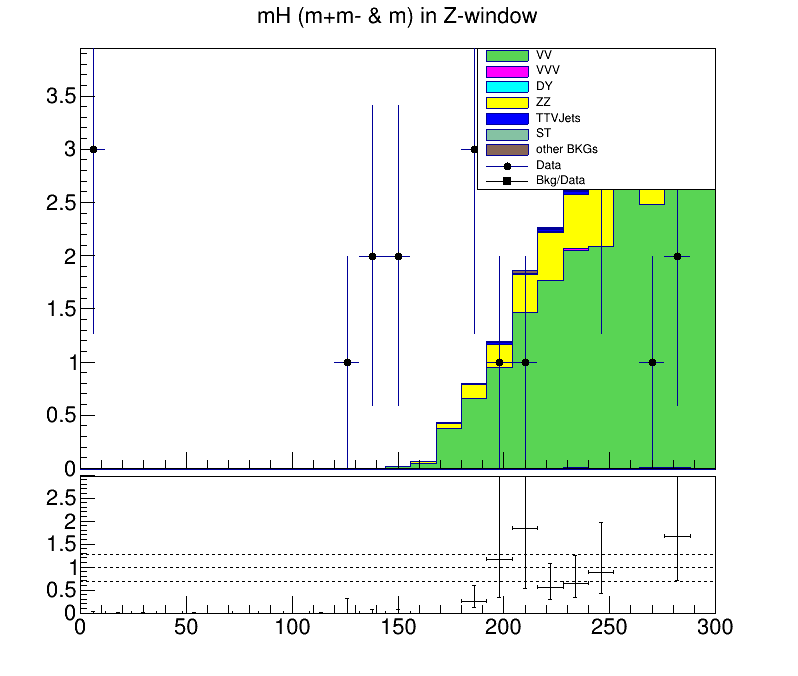 mH (m+m- & m) in Z-window
3.5
3
2.5
2
1.5
1
0.5
0
VV
VVV
DY
ZZ
TTVJets
ST
other BKGs
Data
Bkg/Data
2.5
2
1.5
1
0.5
0
0 50 100 150 200 250 300